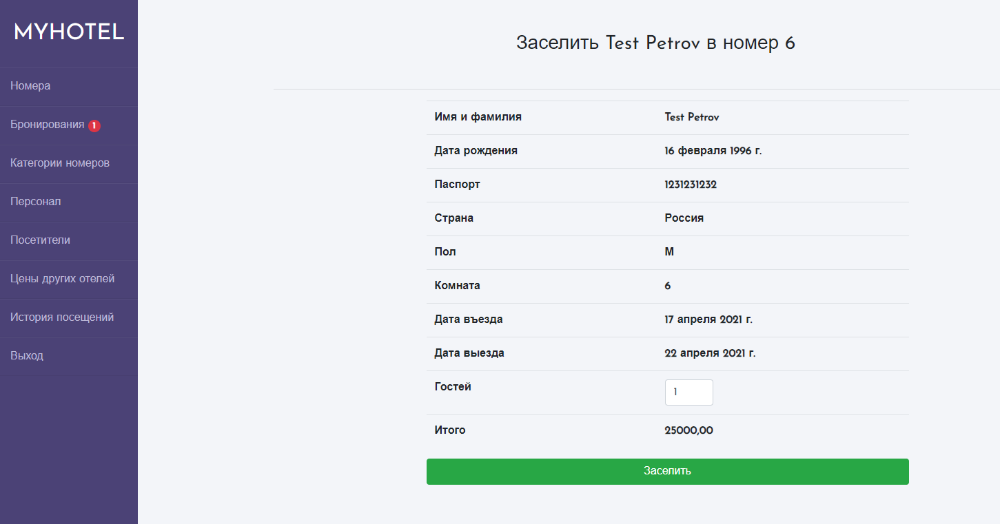 MYHOTEL
Номера
Бронирования 1
Категории номеров
Персонал
Посетители
Цены других отелей
История посещений
Выход
Заселить Test Petrov в номер 6
Имя и фамилия Test Petrov
Дата рождения 16 февраля 1996 г.
Паспорт 1231231232
Страна Россия
Пол М
Комната 6
Дата въезда 17 апреля 2021 г.
Дата выезда 22 апреля 2021 г.
Гостей 1
Итого 25000,00
Заселить